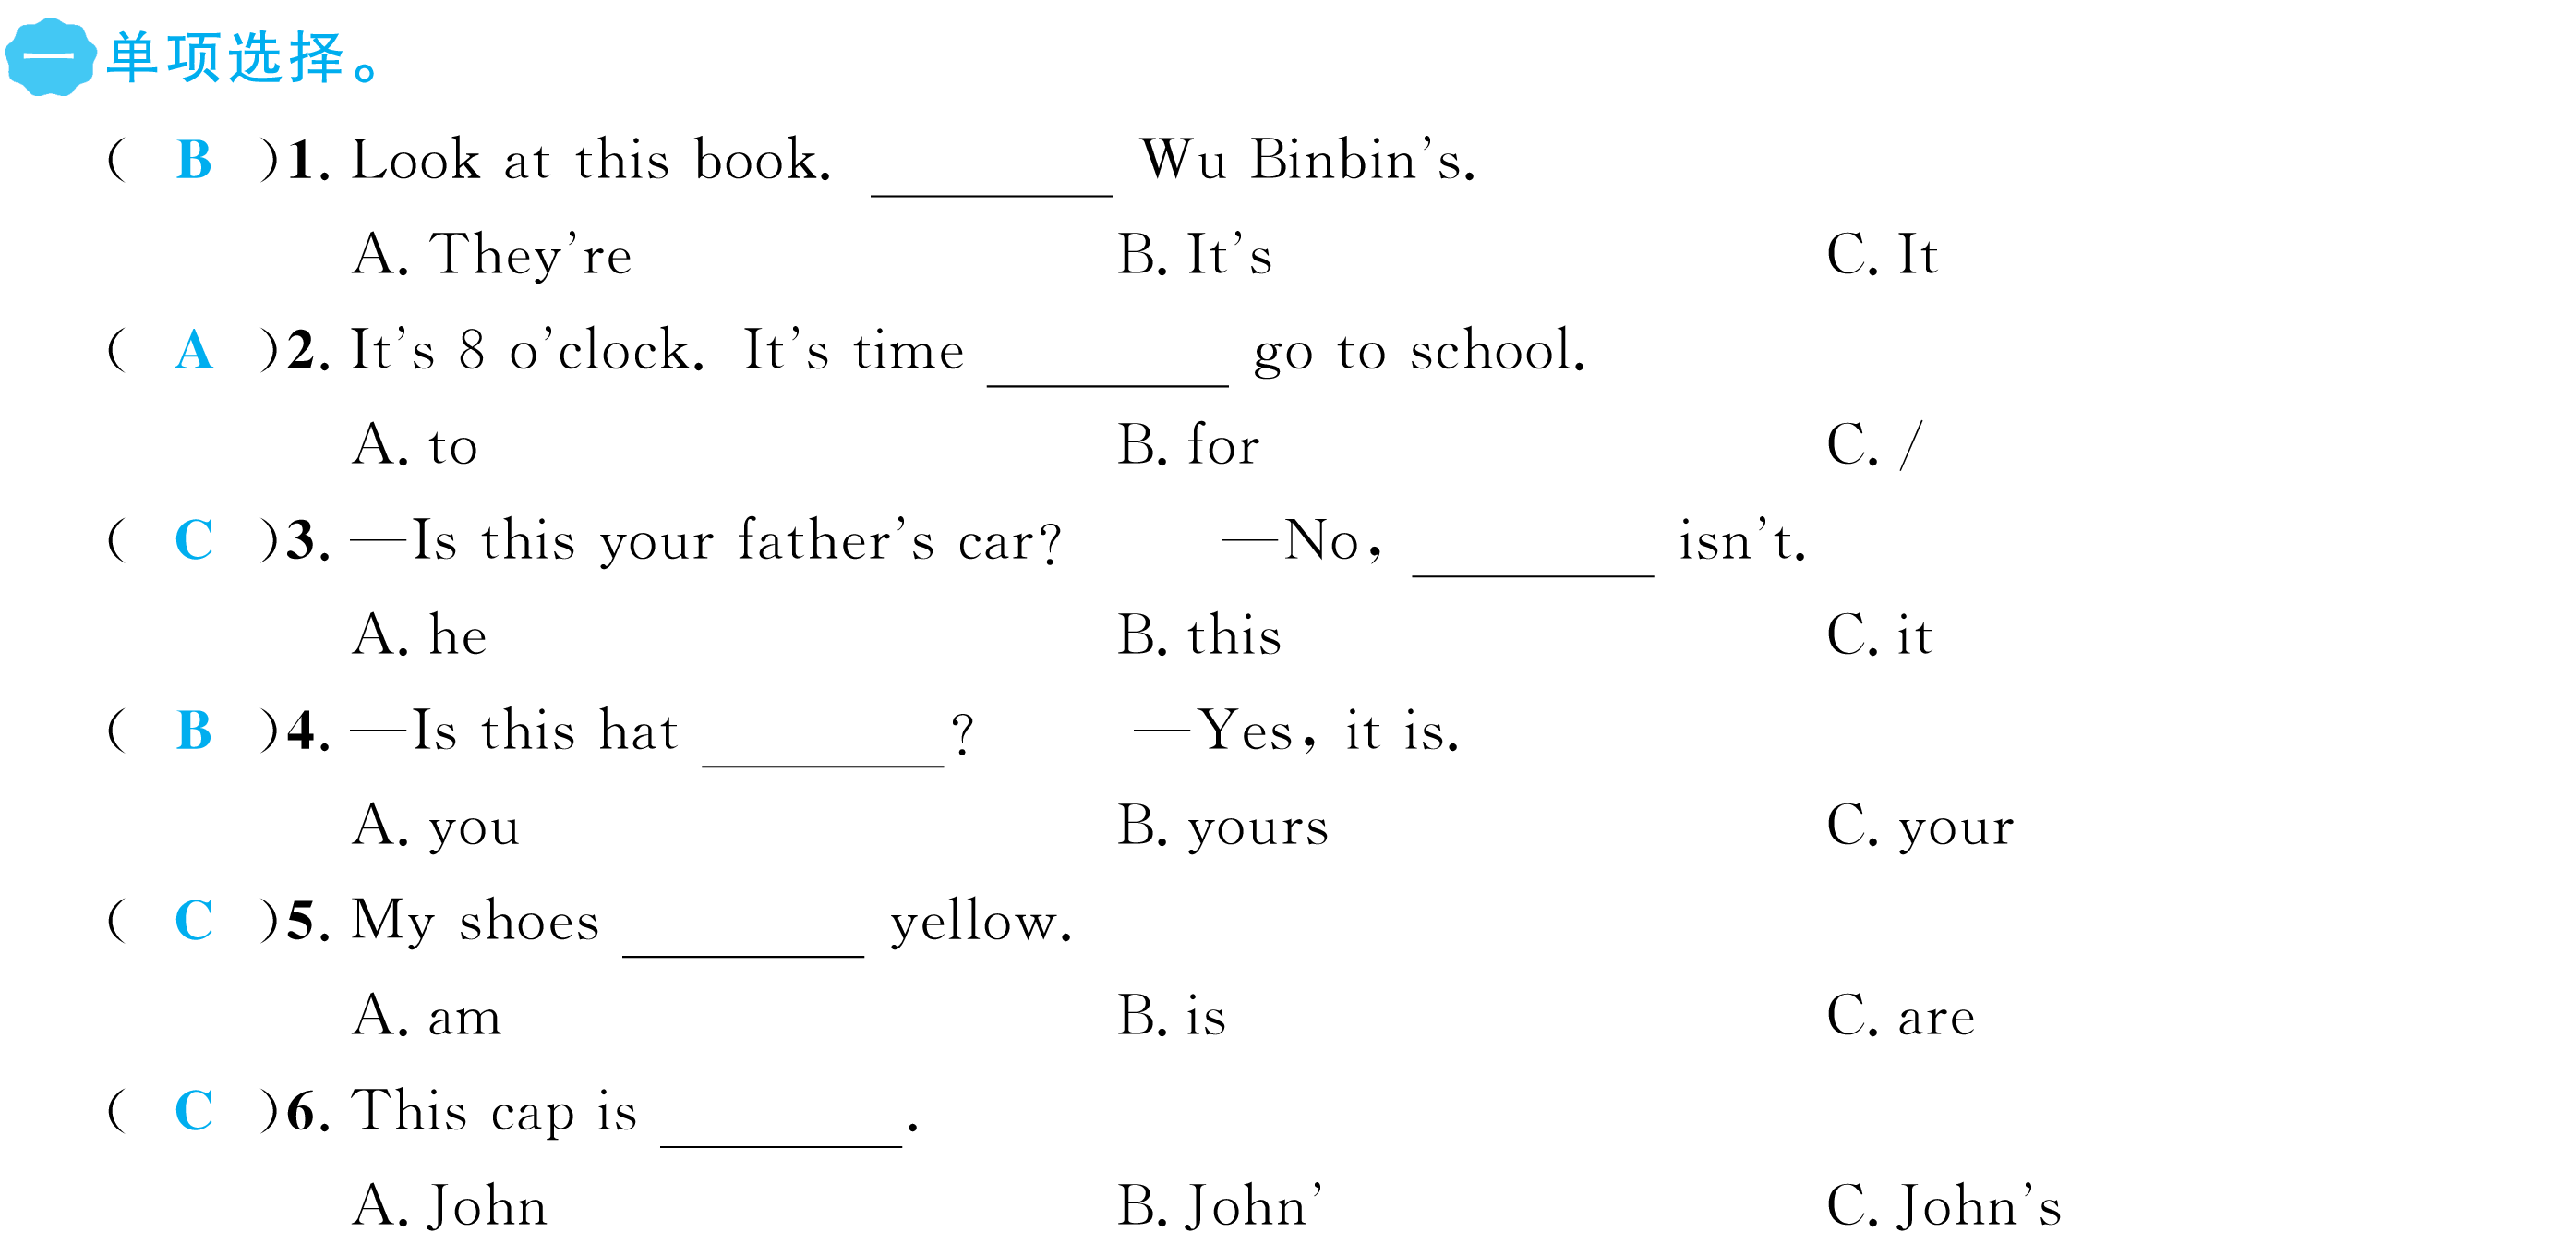 一 单项选择。
( B )1. Look at this book. ________ Wu Binbin’s.
A. They’re B. It’s C. It
( A )2. It’s 8 o’clock. It’s time ________ go to school.
A. to B. for C. /
( C )3. —Is this your father’s car? —No, ________ isn’t.
A. he B. this C. it
( B )4. —Is this hat ________? —Yes, it is.
A. you B. yours C. your
( C )5. My shoes ________ yellow.
A. am B. is C. are
( C )6. This cap is ________.
A. John B. John’ C. John’s